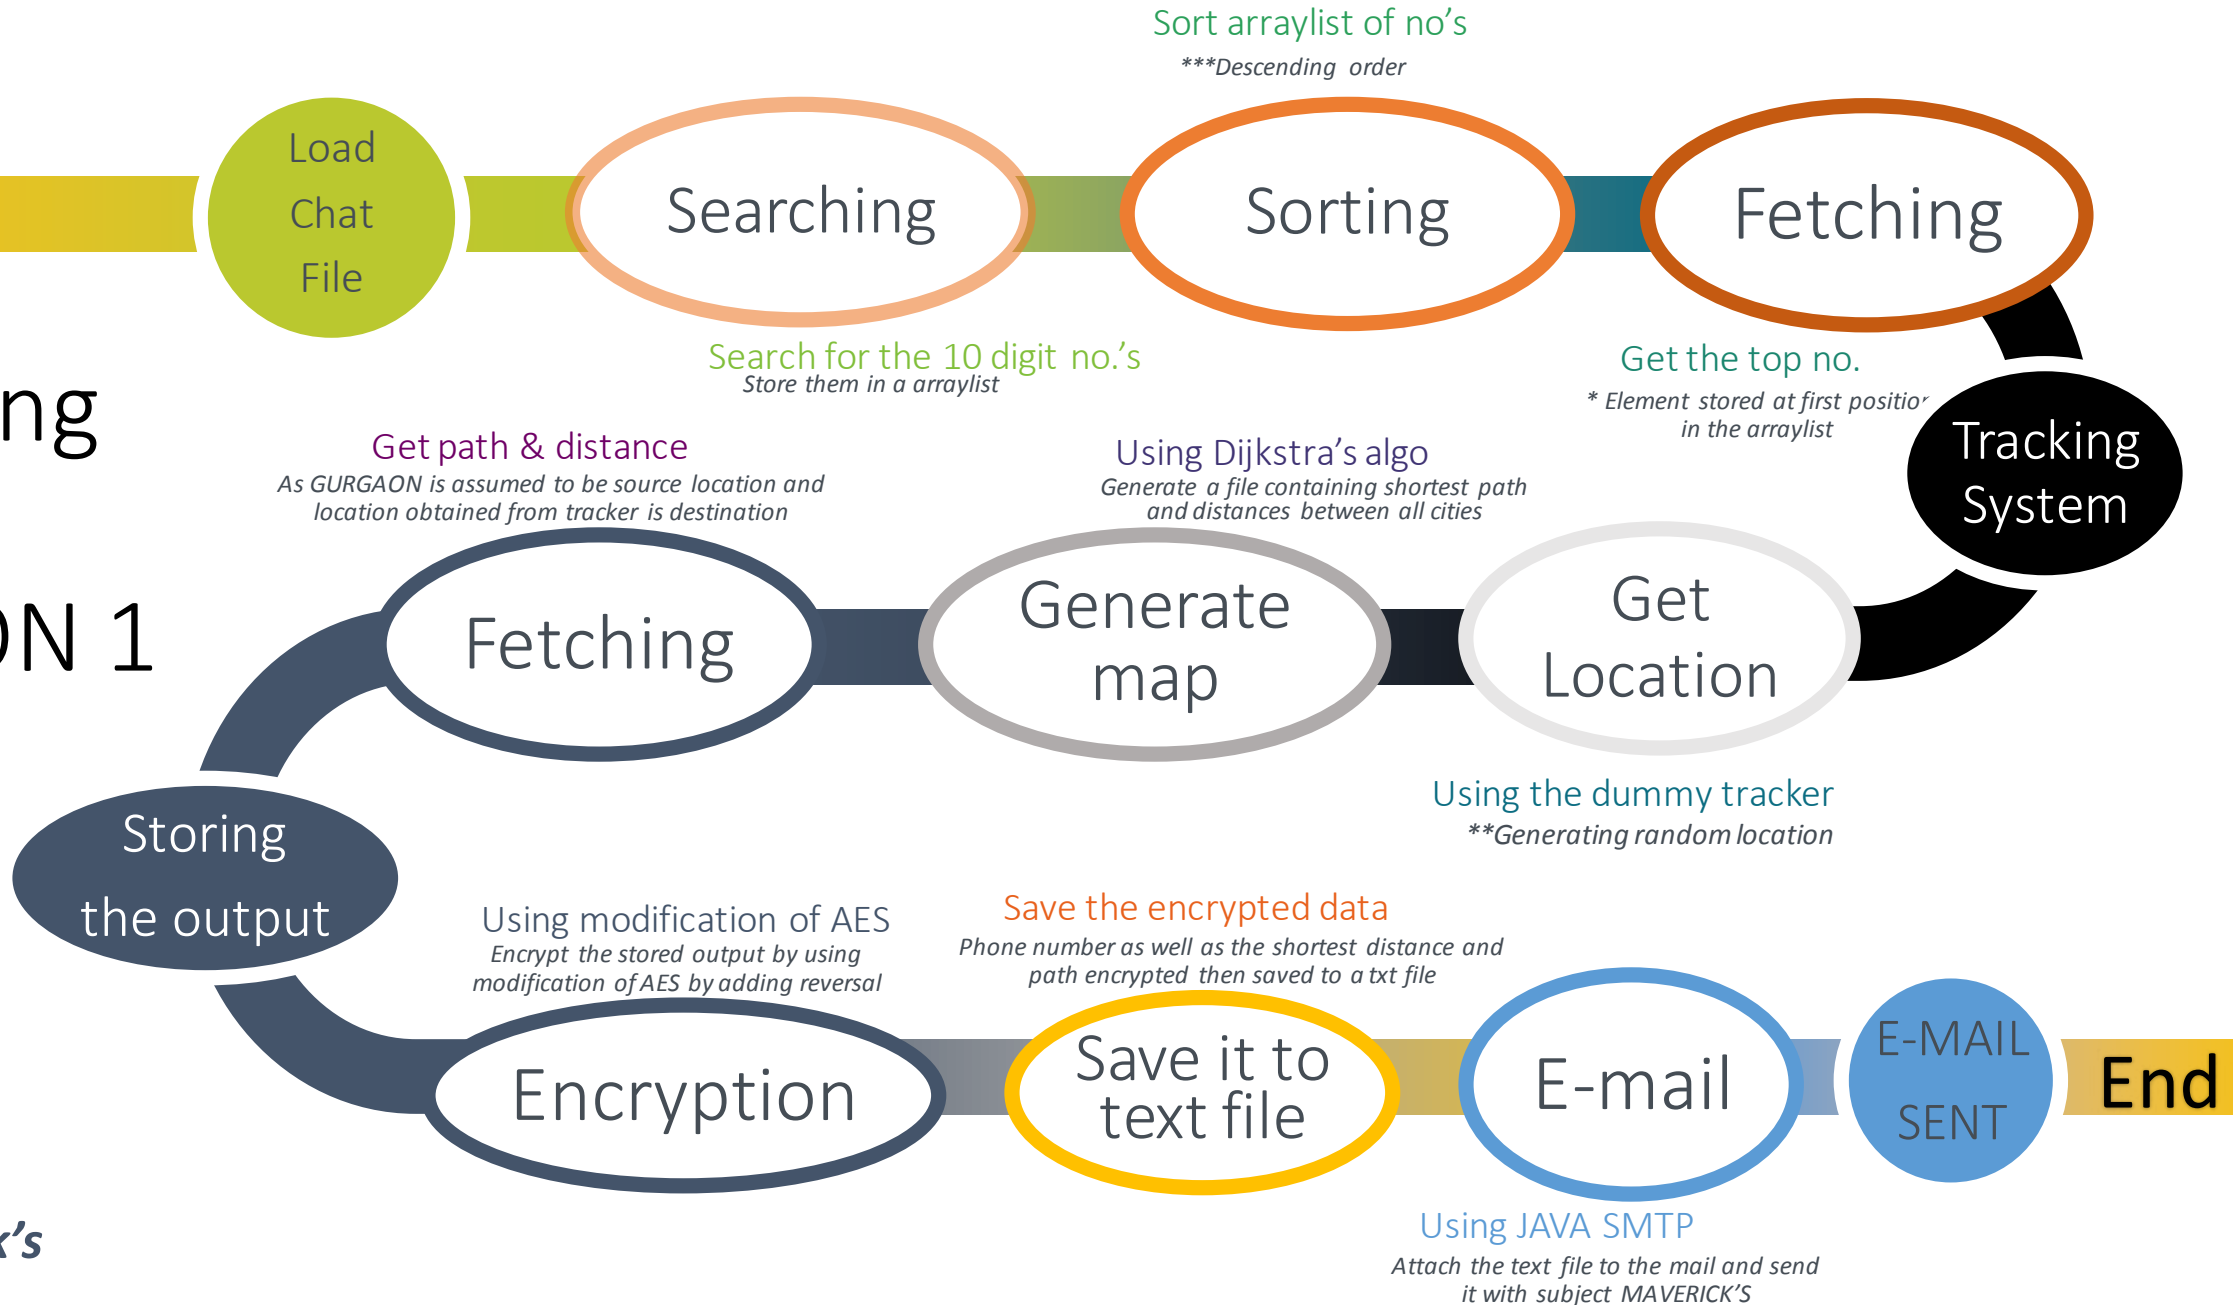 Sort arraylist of no's
***Descending order
Load
Chat
File
Searching
Sorting
Fetching
Search for the 10 digit no.'s
Store them in a arraylist
Get the top no.
* Element stored at first position
in the arraylist
ng
Get path & distance
As GURGAON is assumed to be source location and
location obtained from tracker is destination
Using Dijkstra's algo
Generate a file containing shortest path
and distances between all cities
Tracking
System
ON 1
Fetching
Generate
map
Get
Location
Using the dummy tracker
**Generating random location
Storing
the output
Using modification of AES
Encrypt the stored output by using
modification of AES by adding reversal
Save the encrypted data
Phone number as well as the shortest distance and
path encrypted then saved to a txt file
Encryption
Save it to
text file
E-mail
E-MAIL
SENT
End
k's
Using JAVA SMTP
Attach the text file to the mail and send
it with subject MAVERICK'S